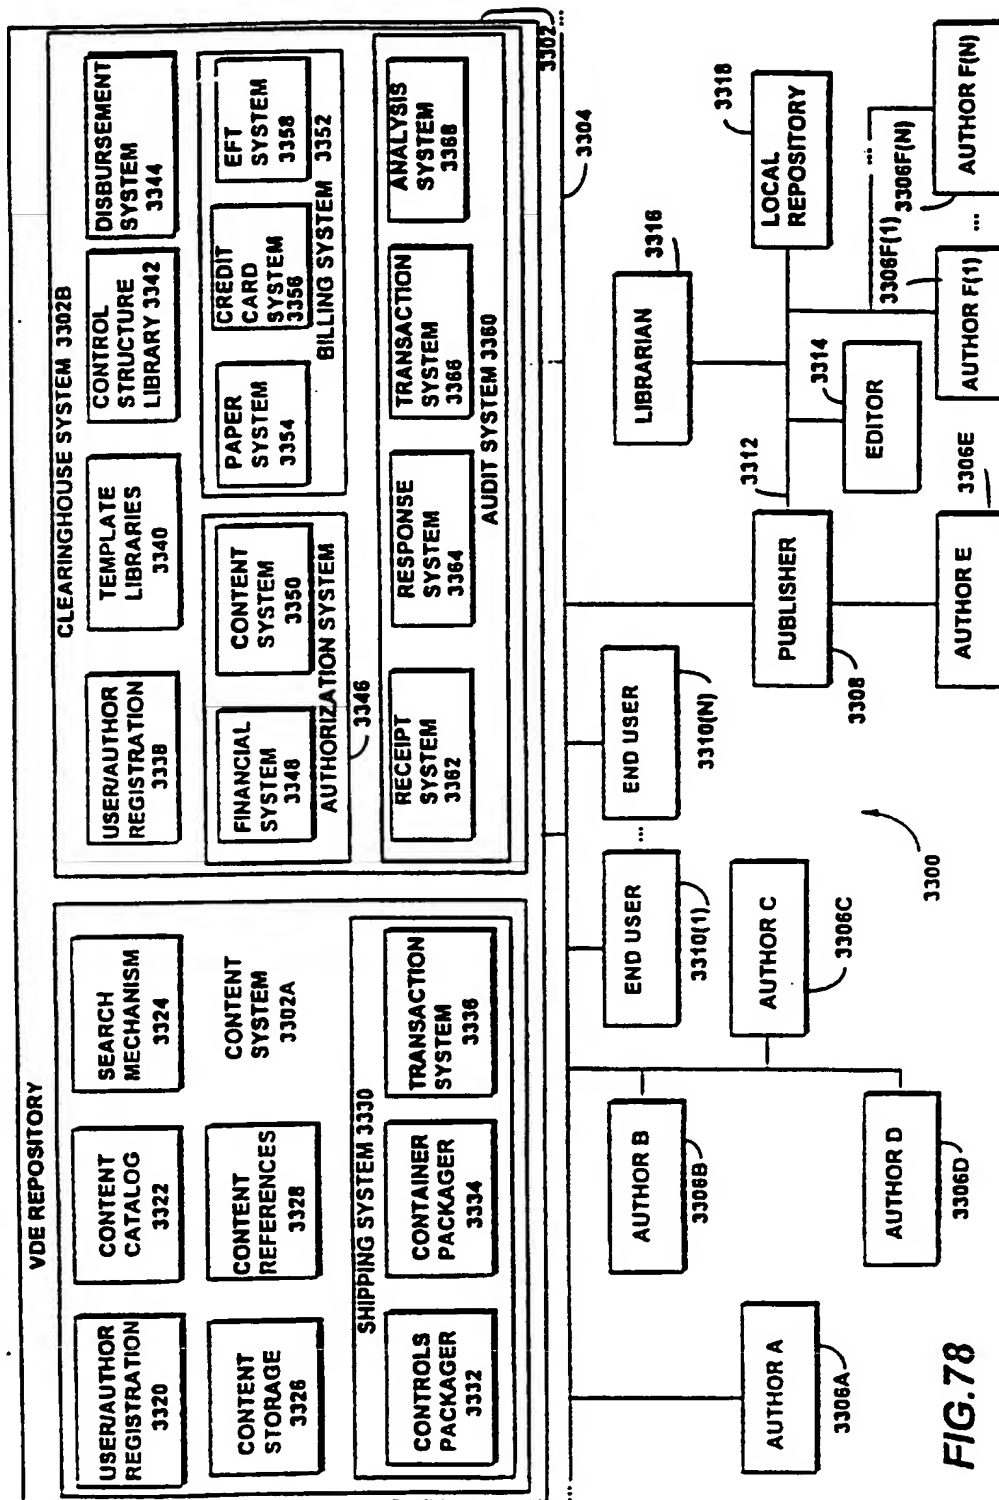 VDE REPOSITORY
USER/AUTHOR
REGISTRATION
3320
CONTENT
CATALOG
3322
SEARCH
MECHANISM
3324
CONTENT
STORAGE
3326
CONTENT
REFERENCES
3328
CONTENT
SYSTEM
3302A
SHIPPING SYSTEM 3330
CONTROLS
PACKAGER
3332
CONTAINER
PACKAGER
3334
TRANSACTION
SYSTEM
3336
CLEARINGHOUSE SYSTEM 3302B
USER/AUTHOR
REGISTRATION
3338
TEMPLATE
LIBRARIES
3340
CONTROL
STRUCTURE
LIBRARY 3342
DISBURSEMENT
SYSTEM
3344
FINANCIAL
SYSTEM
3348
CONTENT
SYSTEM
3350
AUTHORIZATION SYSTEM
3346
PAPER
SYSTEM
3354
CREDIT
CARD
SYSTEM
3356
EFT
SYSTEM
3358
BILLING SYSTEM 3352
RECEIPT
SYSTEM
3362
RESPONSE
SYSTEM
3364
TRANSACTION
SYSTEM
3366
ANALYSIS
SYSTEM
3368
AUDIT SYSTEM 3360
3302
...
...
3304
AUTHOR A
3306A
AUTHOR B
3306B
AUTHOR C
3306C
AUTHOR D
3306D
END USER
3310(1)
...
END USER
3310(N)
3300
PUBLISHER
3308
3312
LIBRARIAN
3316
LOCAL
REPOSITORY
3318
EDITOR
3314
AUTHOR E
3306E
AUTHOR F(1)
3306F(1)
...
...
AUTHOR F(N)
3306F(N)
FIG.78